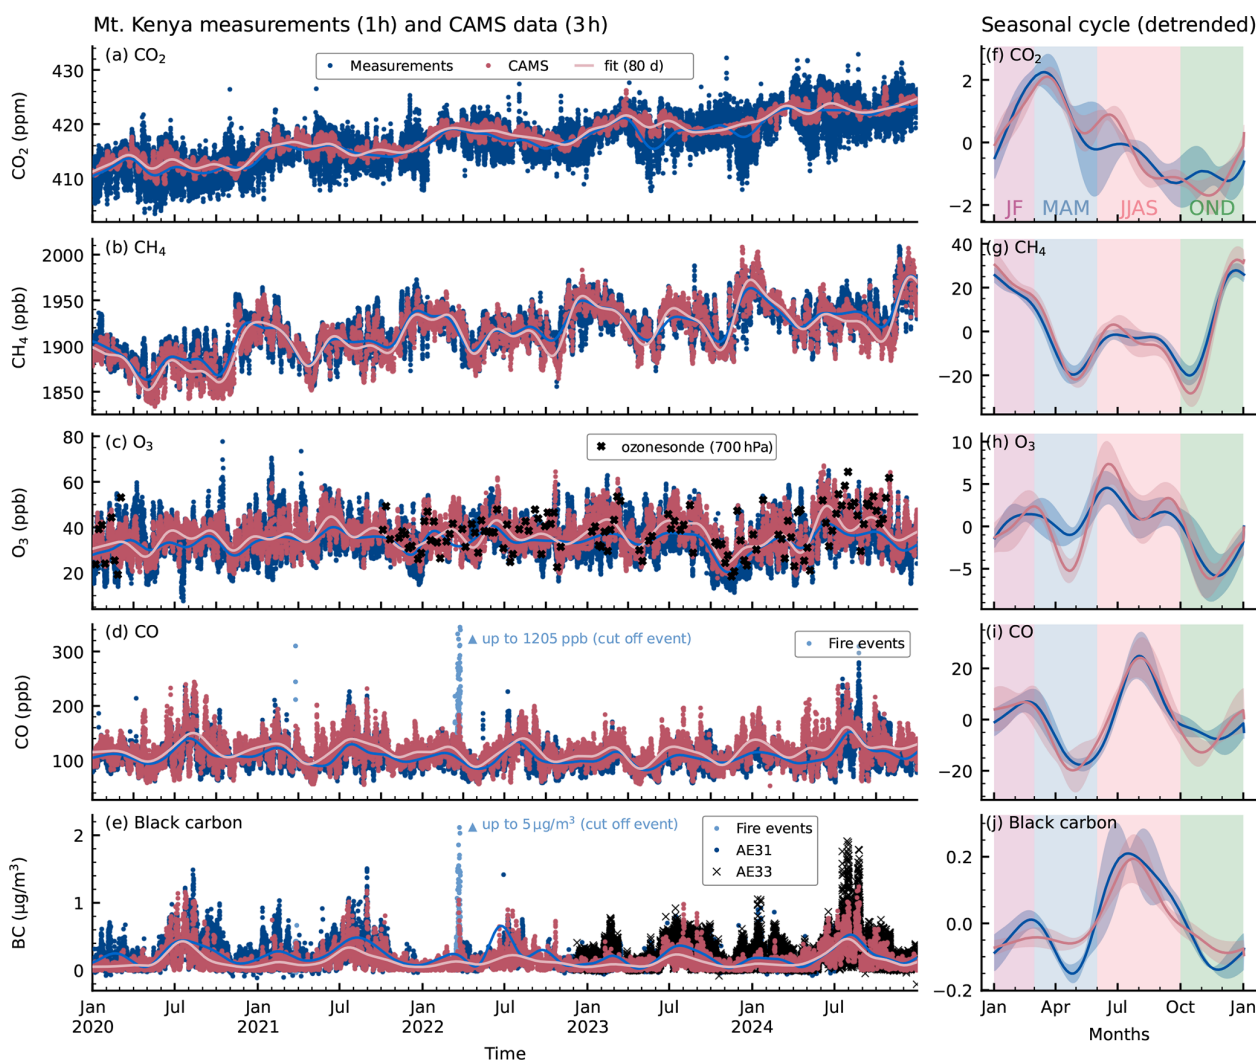 Mt. Kenya measurements (1h) and CAMS data (3h)
Seasonal cycle (detrended)
(a) CO₂
Measurements CAMS fit (80 d)
430
420
410
CO₂ (ppm)
(f) CO₂
2
0
−2
JF MAM JJAS OND
(b) CH₄
2000
1950
1900
1850
CH₄ (ppb)
(g) CH₄
40
20
0
−20
(c) O₃
ozonesonde (700 hPa)
80
60
40
20
O₃ (ppb)
(h) O₃
10
5
0
−5
(d) CO
▲ up to 1205 ppb (cut off event)
Fire events
300
200
100
CO (ppb)
(i) CO
20
0
−20
(e) Black carbon
▲ up to 5 µg/m³ (cut off event)
Fire events
AE31
AE33
2
1
0
BC (µg/m³)
(j) Black carbon
0.2
0.0
−0.2
Jan Jul Jan Jul Jan Jul Jan Jul Jan Jul
2020 2021 2022 2023 2024
Time
Jan Apr Jul Oct Jan
Months